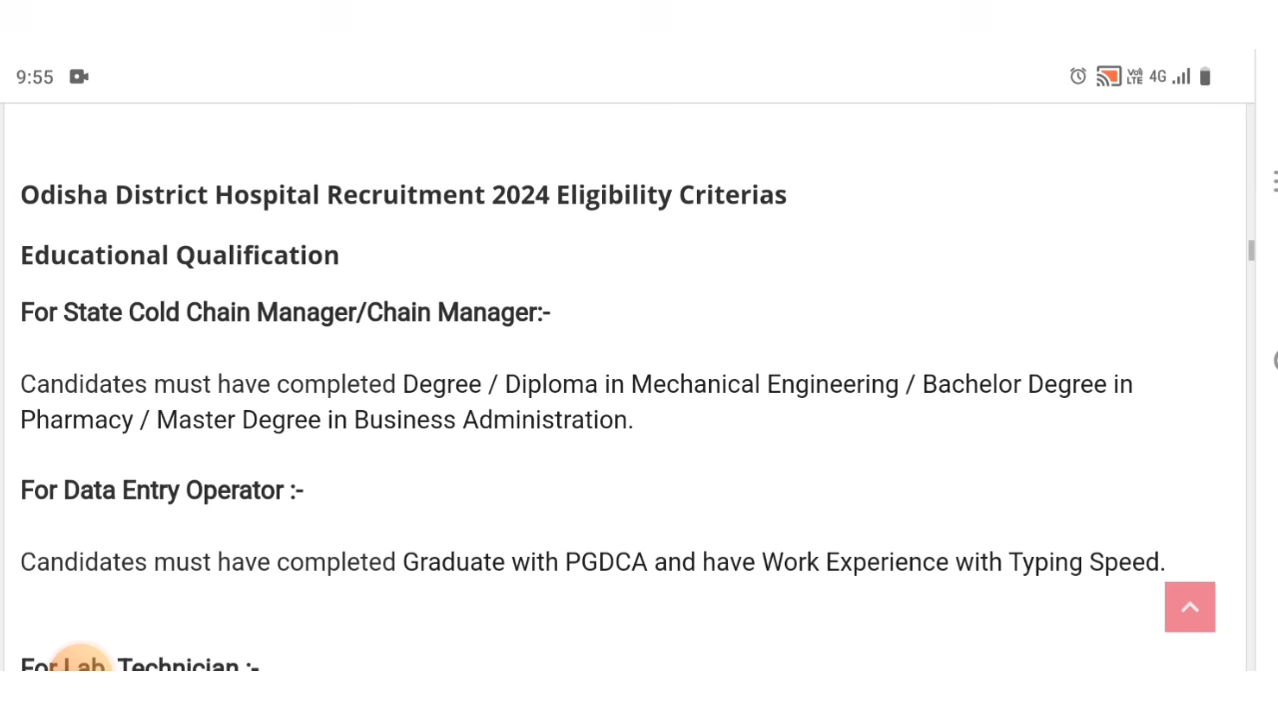 9:55
Vo) LTE 4G
Odisha District Hospital Recruitment 2024 Eligibility Criterias
Educational Qualification
For State Cold Chain Manager/Chain Manager:-
Candidates must have completed Degree / Diploma in Mechanical Engineering / Bachelor Degree in
Pharmacy / Master Degree in Business Administration.
For Data Entry Operator :-
Candidates must have completed Graduate with PGDCA and have Work Experience with Typing Speed.
For Lab Technician :-